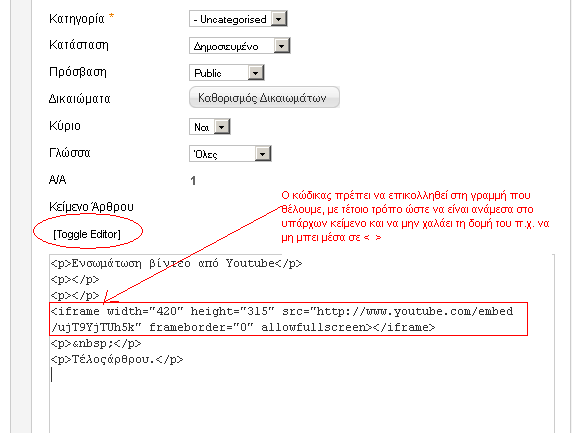 Κατηγορία * - Uncategorised
Κατάσταση Δημοσιευμένο
Πρόσβαση Public
Δικαιώματα Καθορισμός Δικαιωμάτων
Κύριο Ναι
Γλώσσα Όλες
Α/Α 1
Ο κώδικας πρέπει να επικολληθεί στη γραμμή που
θέλουμε, με τέτοιο τρόπο ώστε να είναι ανάμεσα στο
υπάρχων κείμενο και να μην χαλάει τη δομή του π.χ. να
μη μπει μέσα σε < >
Κείμενο Άρθρου
[Toggle Editor]
<p>Ενσωμάτωση βίντεο από Youtube</p>
<p></p>
<p></p>
<iframe width="420" height="315" src="http://www.youtube.com/embed
/ujT9YjTUh5k" frameborder="0" allowfullscreen></iframe>
<p>&nbsp;</p>
<p>Τέλοςάρθρου.</p>